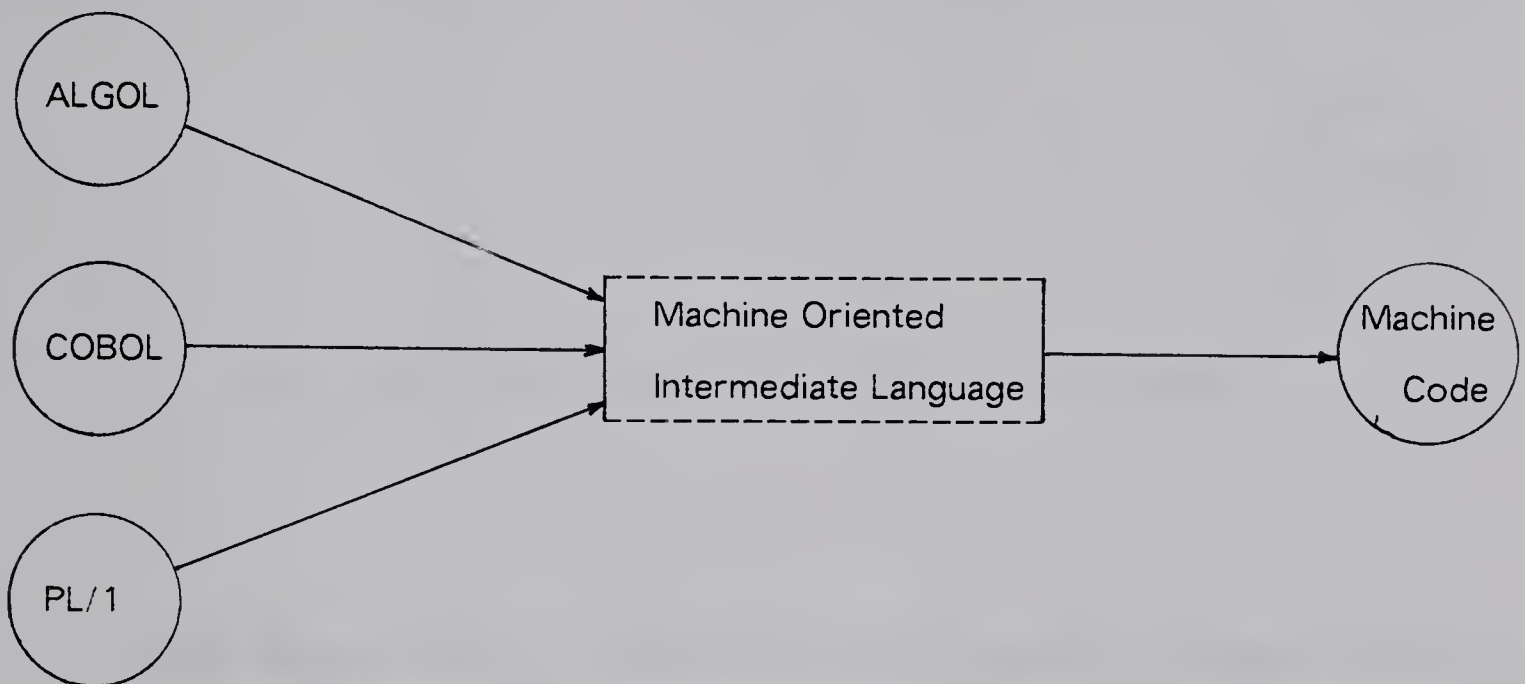 ALGOL
COBOL
PL/1
Machine Oriented
Intermediate Language
Machine
Code